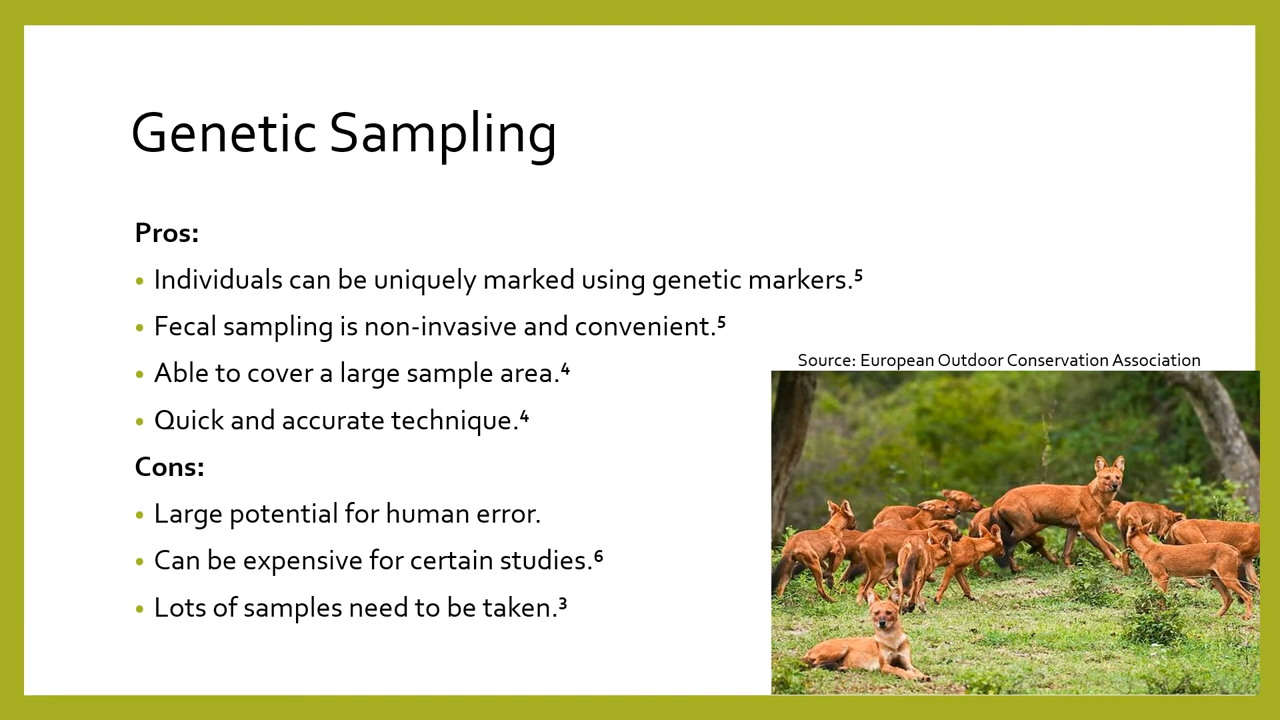 Genetic Sampling
Pros:
• Individuals can be uniquely marked using genetic markers.⁵
• Fecal sampling is non-invasive and convenient.⁵
• Able to cover a large sample area.⁴
• Quick and accurate technique.⁴
Cons:
• Large potential for human error.
• Can be expensive for certain studies.⁶
• Lots of samples need to be taken.³
Source: European Outdoor Conservation Association